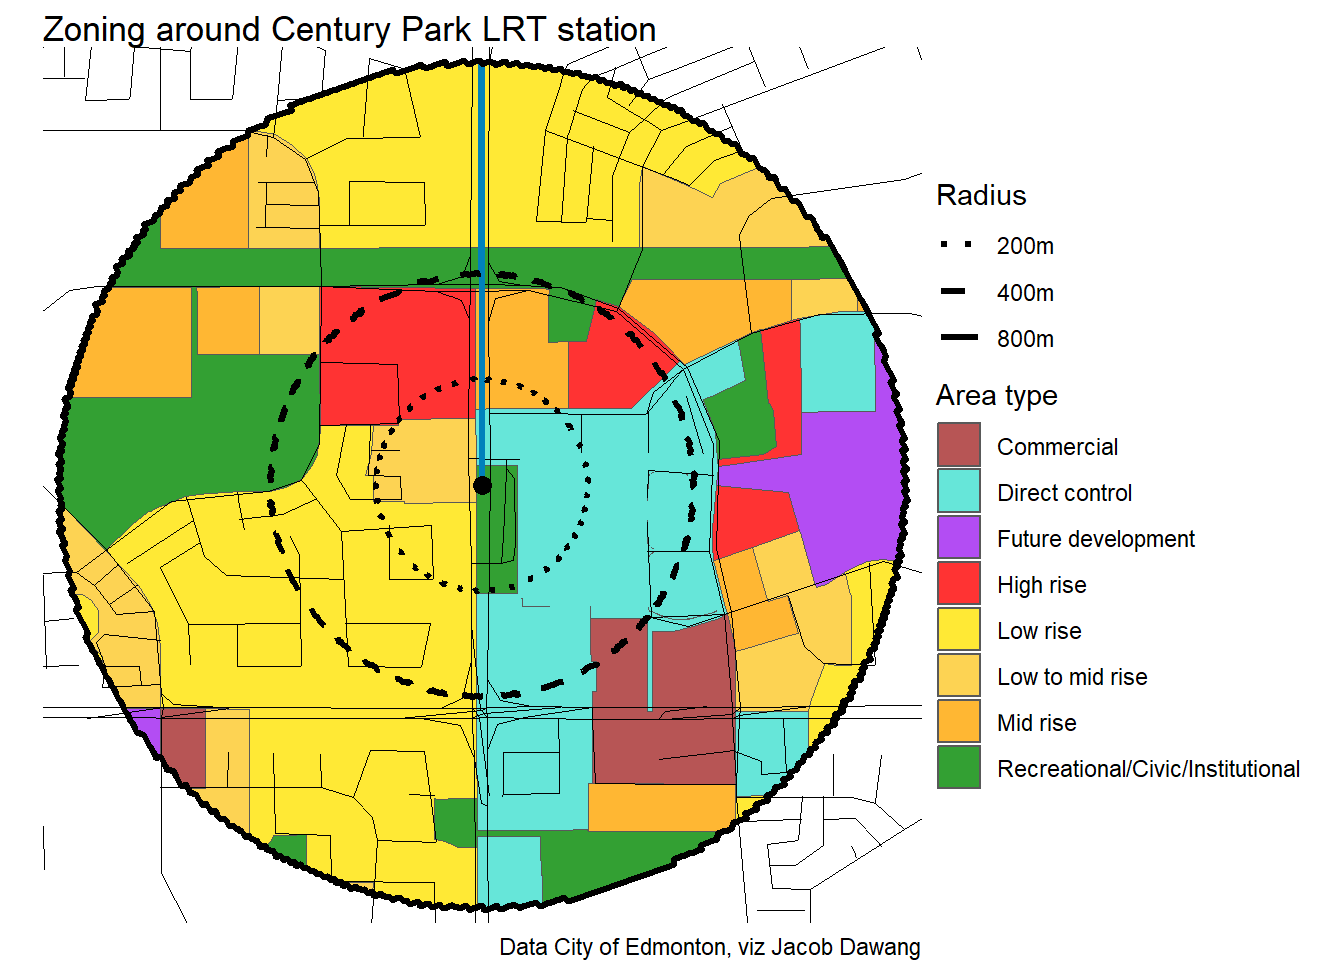 Zoning around Century Park LRT station
Radius
200m
400m
800m
Area type
Commercial
Direct control
Future development
High rise
Low rise
Low to mid rise
Mid rise
Recreational/Civic/Institutional
Data City of Edmonton, viz Jacob Dawang